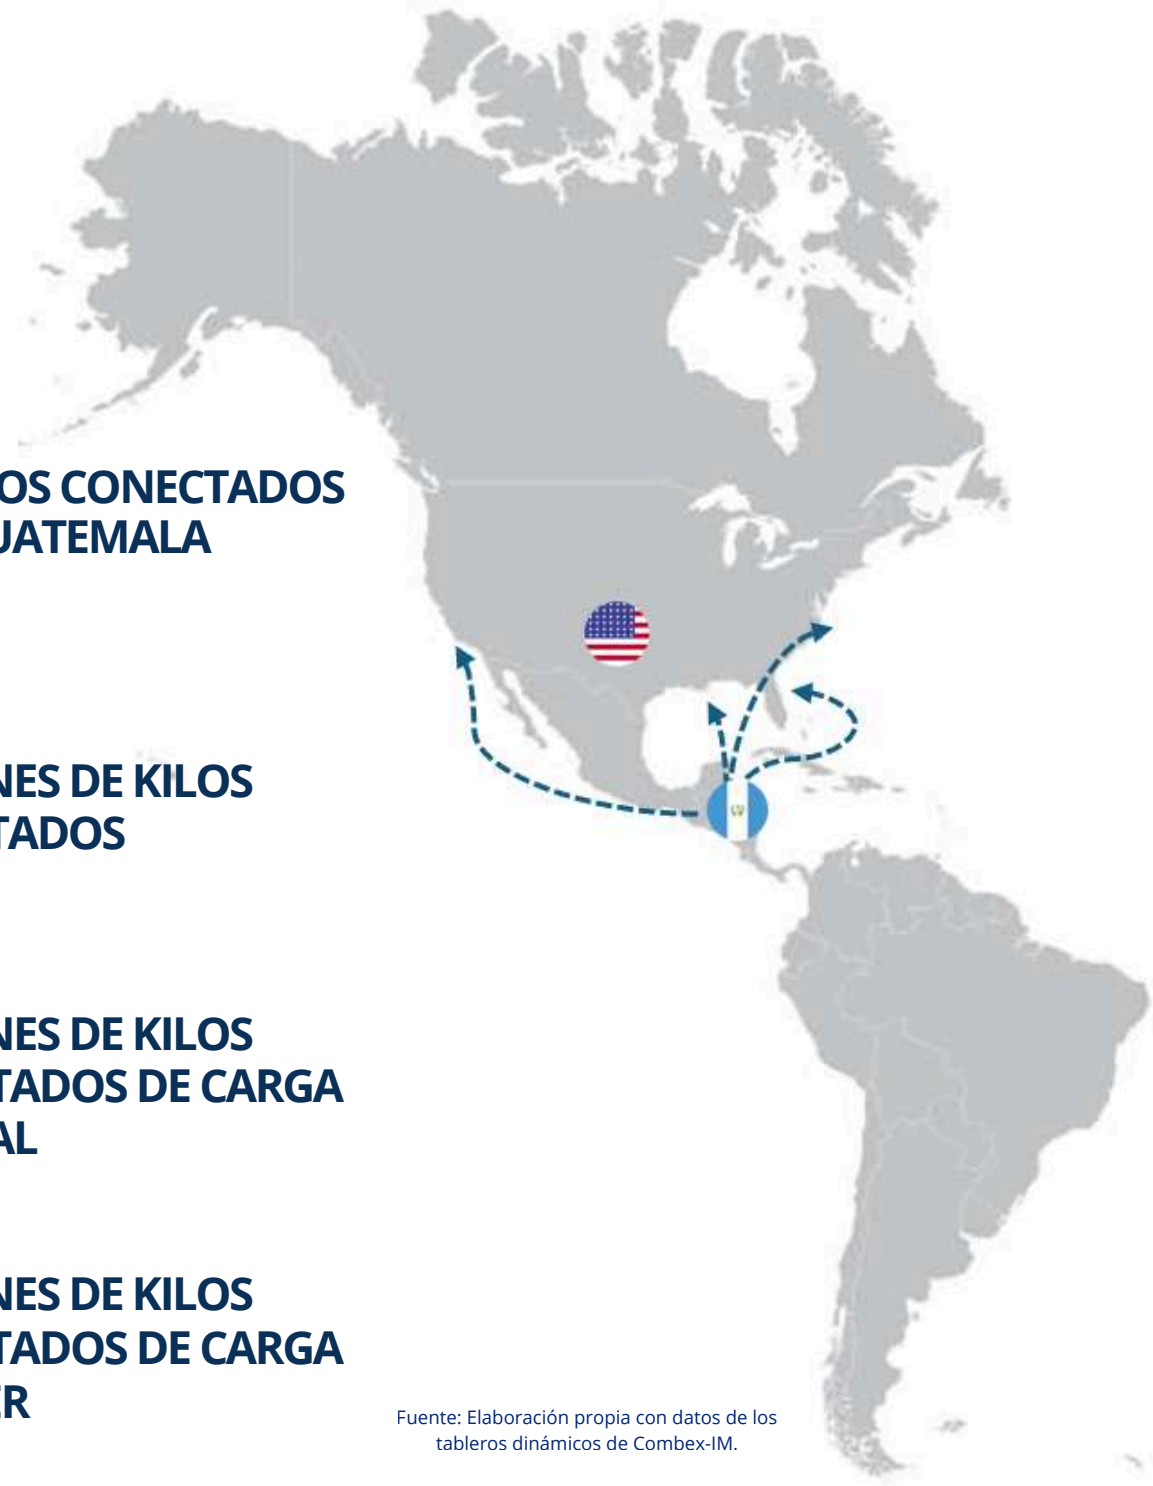 OS CONECTADOS
UATEMALA
NES DE KILOS
TADOS
NES DE KILOS
TADOS DE CARGA
AL
NES DE KILOS
TADOS DE CARGA
ER
Fuente: Elaboración propia con datos de los
tableros dinámicos de Combex-IM.